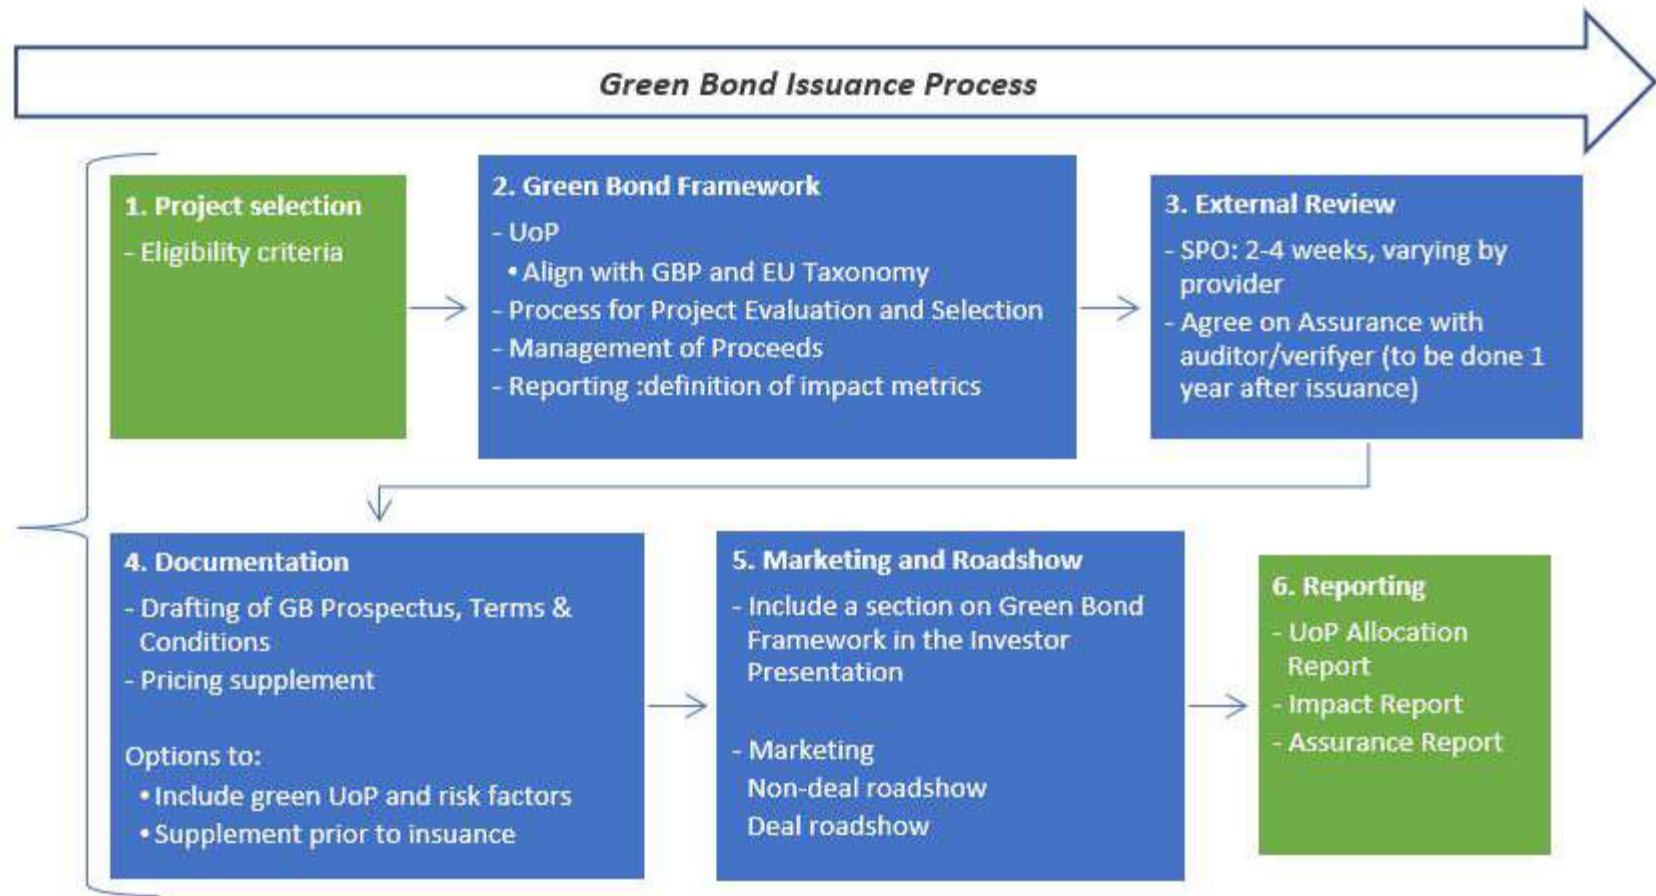 Green Bond Issuance Process
1. Project selection
- Eligibility criteria
2. Green Bond Framework
- UoP
• Align with GBP and EU Taxonomy
- Process for Project Evaluation and Selection
- Management of Proceeds
- Reporting :definition of impact metrics
3. External Review
- SPO: 2-4 weeks, varying by
provider
- Agree on Assurance with
auditor/verifyer (to be done 1
year after issuance)
4. Documentation
- Drafting of GB Prospectus, Terms &
Conditions
- Pricing supplement
Options to:
• Include green UoP and risk factors
• Supplement prior to insuance
5. Marketing and Roadshow
- Include a section on Green Bond
Framework in the Investor
Presentation
- Marketing
Non-deal roadshow
Deal roadshow
6. Reporting
- UoP Allocation
Report
- Impact Report
- Assurance Report